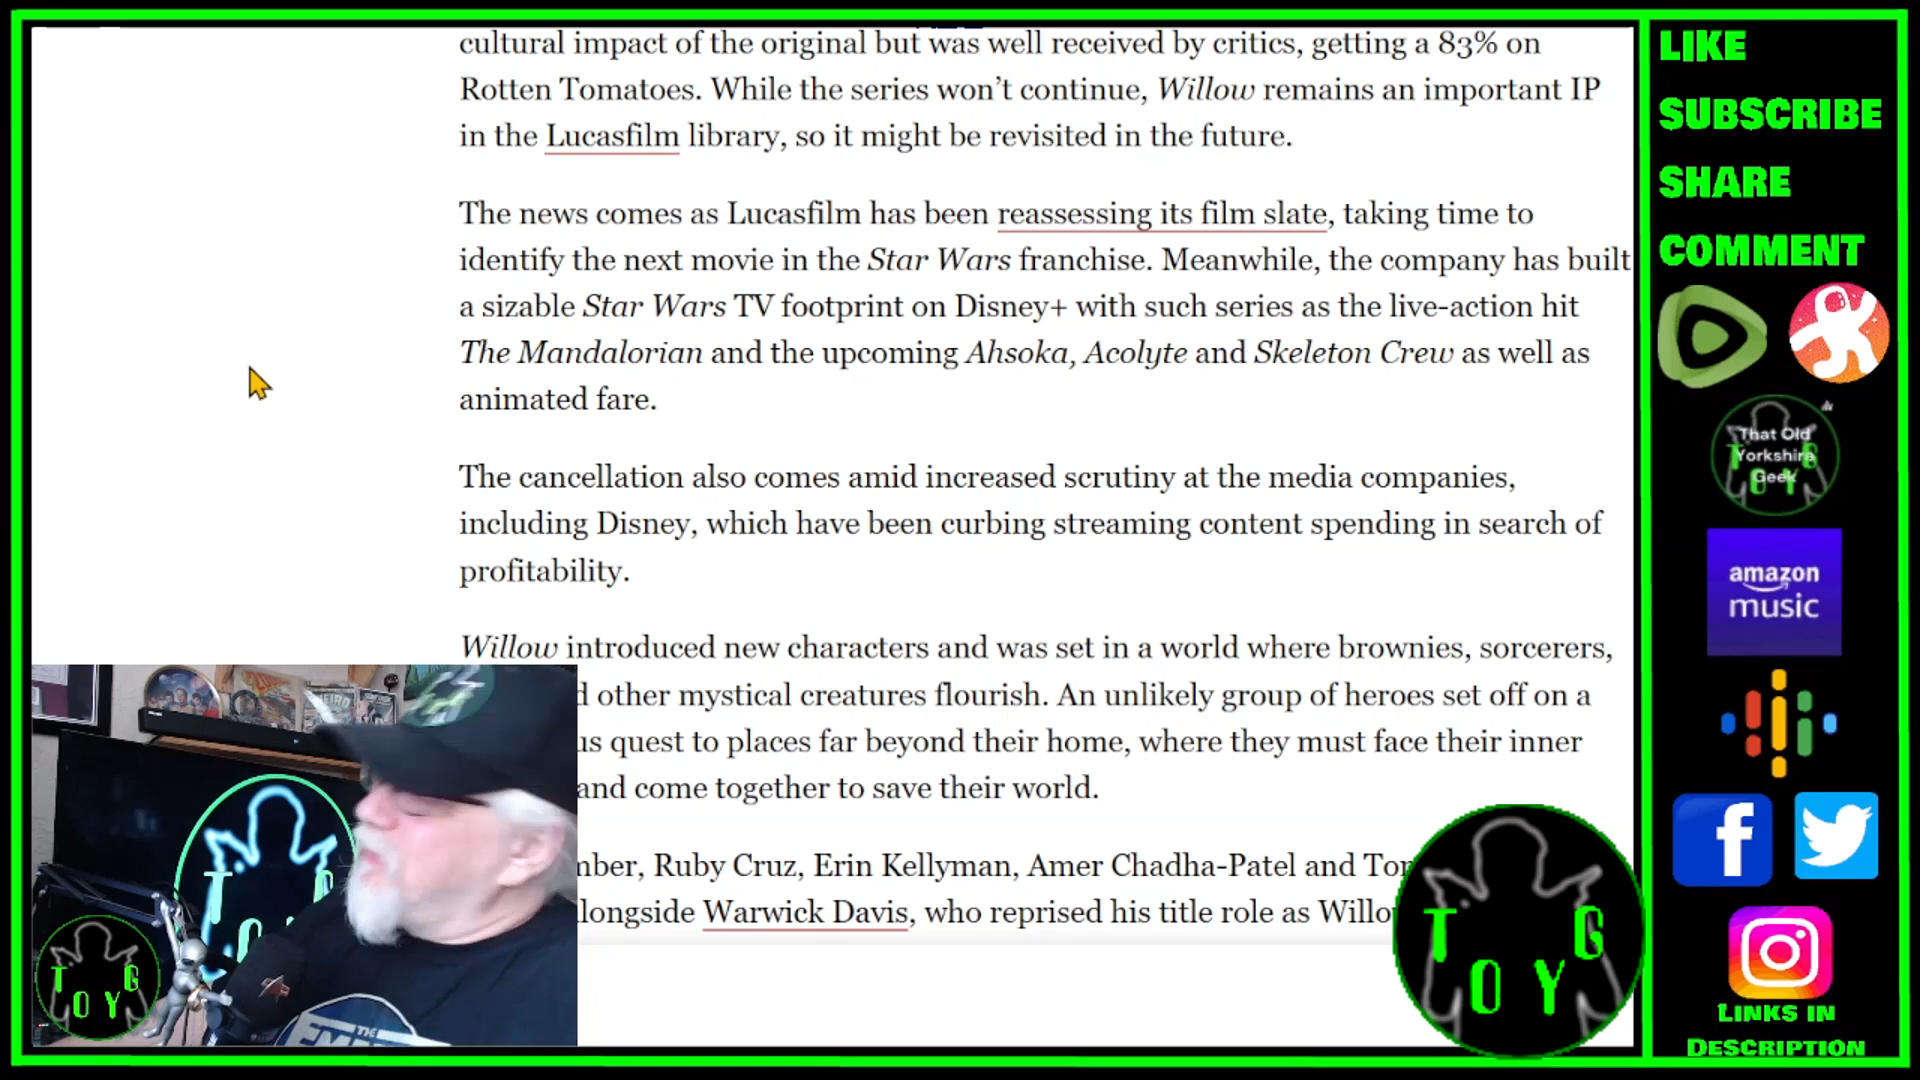 cultural impact of the original but was well received by critics, getting a 83% on
Rotten Tomatoes. While the series won’t continue, Willow remains an important IP
in the Lucasfilm library, so it might be revisited in the future.
The news comes as Lucasfilm has been reassessing its film slate, taking time to
identify the next movie in the Star Wars franchise. Meanwhile, the company has built
a sizable Star Wars TV footprint on Disney+ with such series as the live-action hit
The Mandalorian and the upcoming Ahsoka, Acolyte and Skeleton Crew as well as
animated fare.
The cancellation also comes amid increased scrutiny at the media companies,
including Disney, which have been curbing streaming content spending in search of
profitability.
Willow introduced new characters and was set in a world where brownies, sorcerers,
other mystical creatures flourish. An unlikely group of heroes set off on a
quest to places far beyond their home, where they must face their inner
and come together to save their world.
Ruby Cruz, Erin Kellyman, Amer Chadha-Patel and
Warwick Davis, who reprised his title role as
LIKE
SUBSCRIBE
SHARE
COMMENT
That Old
Yorkshire
Geek
amazon
music
LINKS IN
DESCRIPTION
T G
O Y
T G
O Y
THE